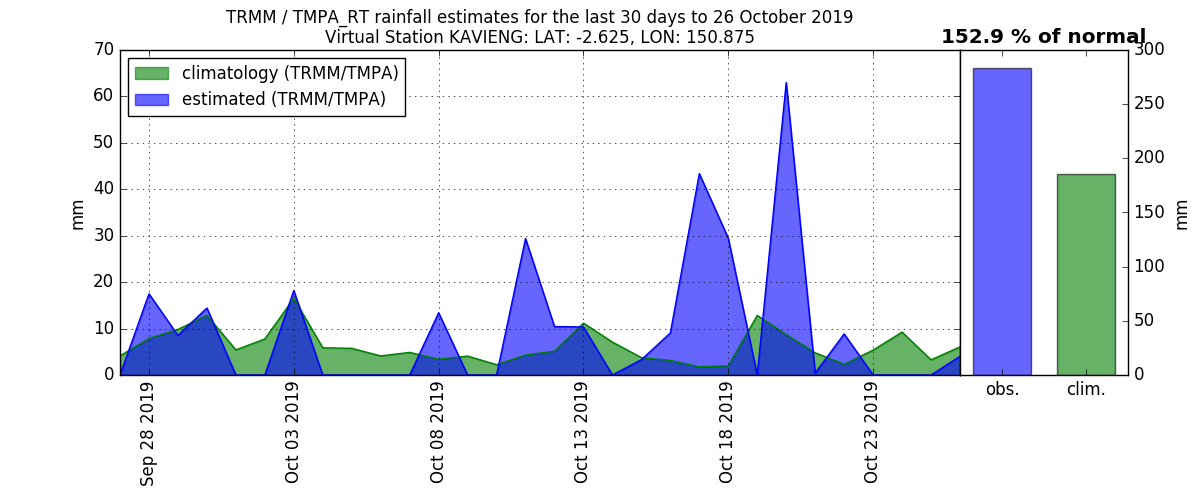 TRMM / TMPA_RT rainfall estimates for the last 30 days to 26 October 2019
Virtual Station KAVIENG: LAT: -2.625, LON: 150.875
152.9 % of normal
climatology (TRMM/TMPA)
estimated (TRMM/TMPA)
70
60
50
40
30
20
10
0
mm
Sep 28 2019
Oct 03 2019
Oct 08 2019
Oct 13 2019
Oct 18 2019
Oct 23 2019
300
250
200
150
100
50
0
mm
obs.
clim.